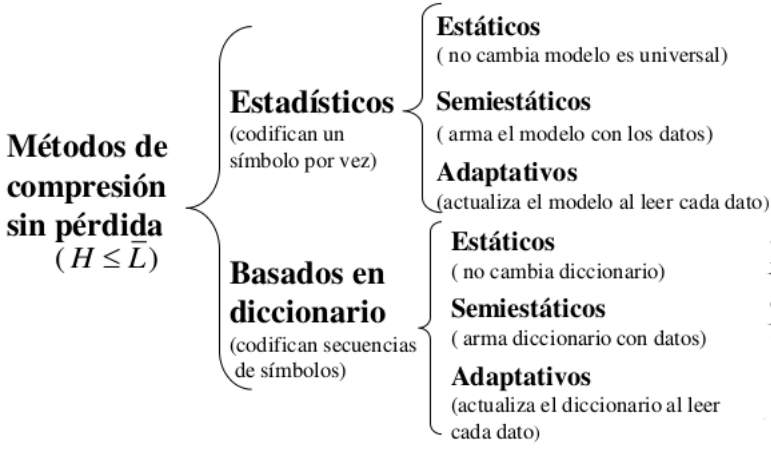 Métodos de
compresión
sin pérdida
( H ≤ L̄ )
Estadísticos
(codifican un
símbolo por vez)
Estáticos
( no cambia modelo es universal)
Semiestáticos
( arma el modelo con los datos)
Adaptativos
(actualiza el modelo al leer cada dato)
Basados en
diccionario
(codifican secuencias
de símbolos)
Estáticos
( no cambia diccionario)
Semiestáticos
( arma diccionario con datos)
Adaptativos
(actualiza el diccionario al leer
cada dato)